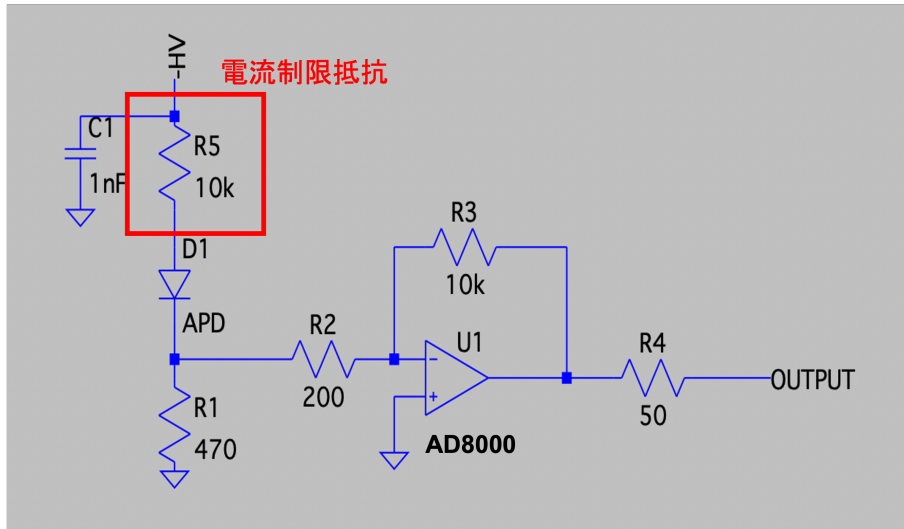 -HV
電流制限抵抗
C1
1nF
R5
10k
D1
APD
R1
470
R2
200
R3
10k
U1
AD8000
R4
50
OUTPUT